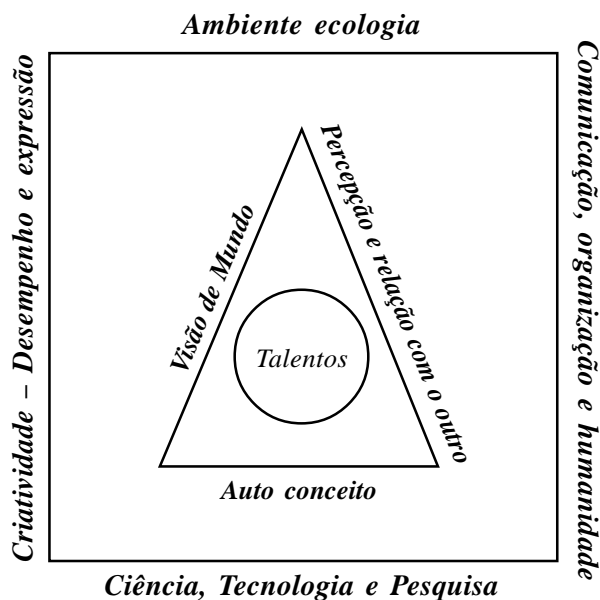 Ambiente ecologia
Criatividade – Desempenho e expressão
Comunicação, organização e humanidade
Visão de Mundo
Percepção e relação com o outro
Talentos
Auto conceito
Ciência, Tecnologia e Pesquisa